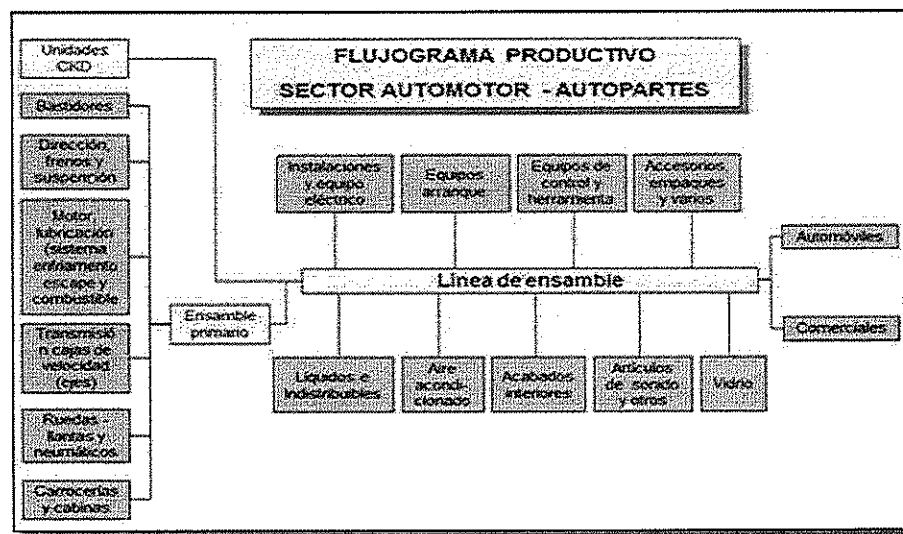 Unidades
CKD
FLUJOGRAMA PRODUCTIVO
SECTOR AUTOMOTOR - AUTOPARTES
Bastidores
Dirección,
frenos y
suspención
Motor,
lubricación
(sistema
enfriamento
escape y
combustible
Transmisió
n cajas de
velocidad
(ejes)
Ruedas -
llantas y
neumáticos
Carrocerías
y cabinas
Ensamble
primario
Instalaciones
y equipo
eléctrico
Equipos
arranque
Equipos de
control y
herramienta
Accesorios
empaques
y varios
Línea de ensamble
Líquidos e
Indistribuibles
Aire
acondi-
cionado
Acabados
interiores
Artículos
de sonido
y otros
Vidrio
Automóviles
Comerciales